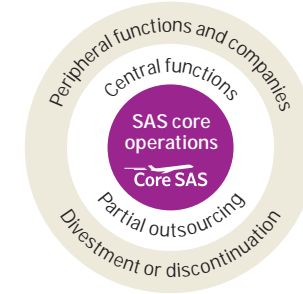 Peripheral functions and companies
Central functions
SAS core
operations
Core SAS
Partial outsourcing
Divestment or discontinuation